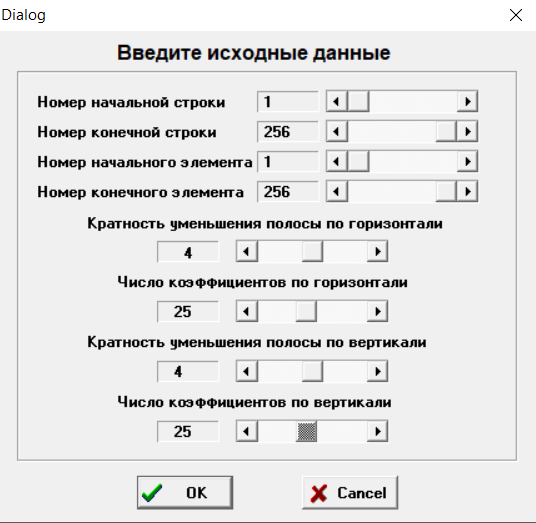 Dialog
Введите исходные данные
Номер начальной строки 1
Номер конечной строки 256
Номер начального элемента 1
Номер конечного элемента 256
Кратность уменьшения полосы по горизонтали
4
Число коэффициентов по горизонтали
25
Кратность уменьшения полосы по вертикали
4
Число коэффициентов по вертикали
25
OK Cancel